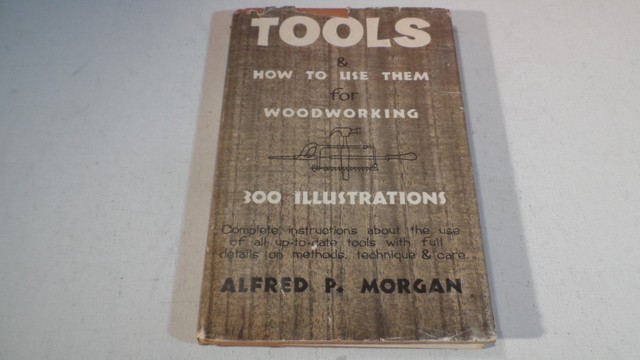 TOOLS
&
HOW TO USE THEM
for
WOODWORKING
300 ILLUSTRATIONS
Complete instructions about the use
of all up-to-date tools with full
details on methods, technique & care.
ALFRED P. MORGAN